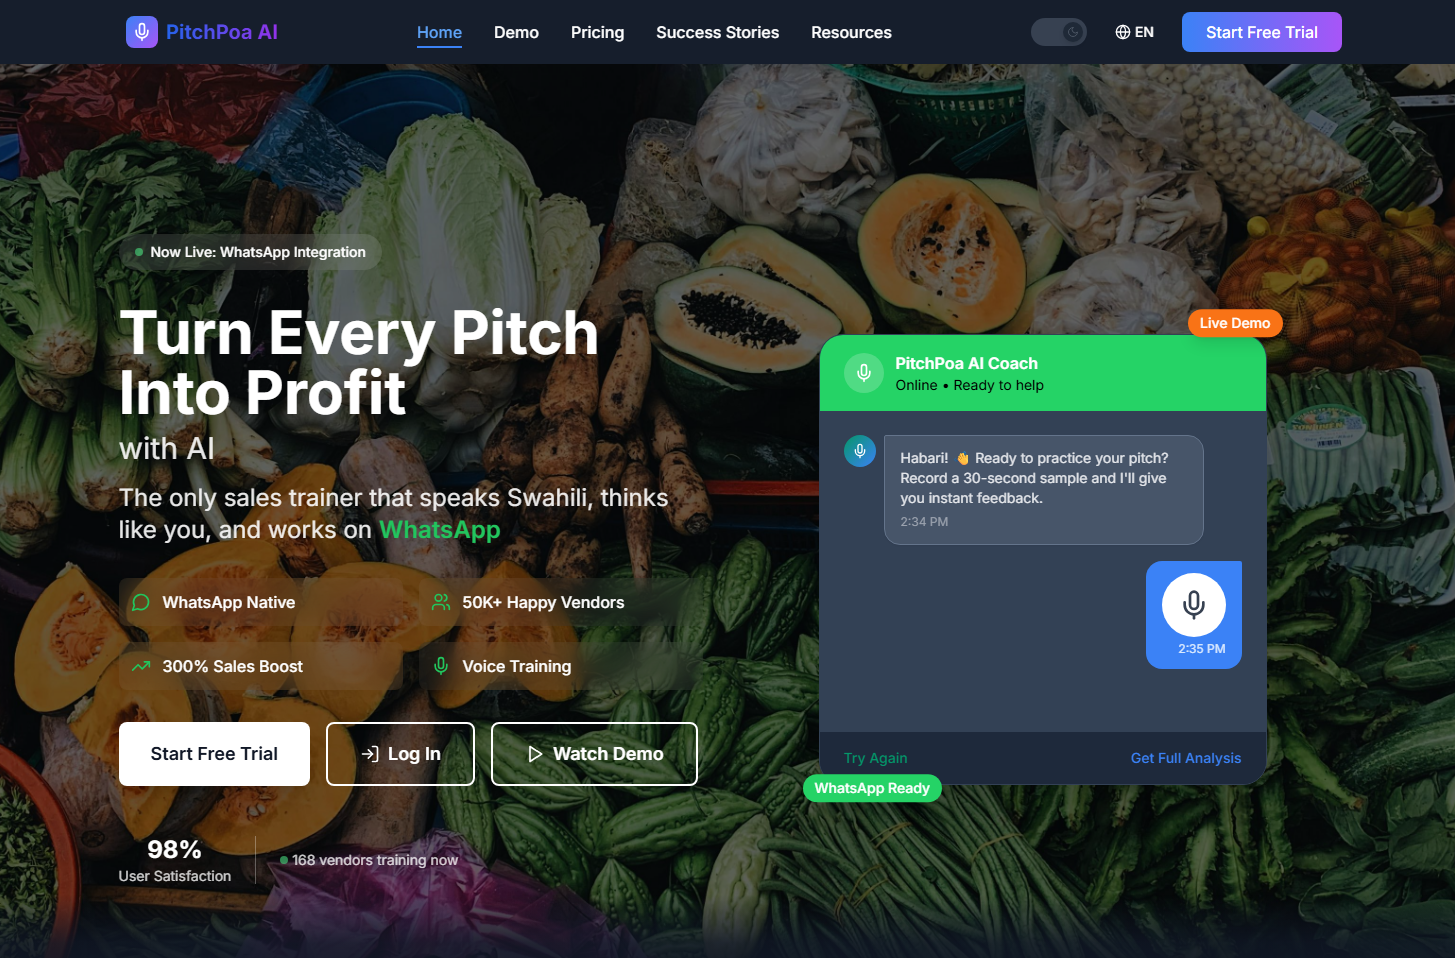 PitchPoa AI
Home
Demo
Pricing
Success Stories
Resources
EN
Start Free Trial
Now Live: WhatsApp Integration
Turn Every Pitch
Into Profit
with AI
The only sales trainer that speaks Swahili, thinks
like you, and works on WhatsApp
WhatsApp Native
50K+ Happy Vendors
300% Sales Boost
Voice Training
Start Free Trial
Log In
Watch Demo
98%
User Satisfaction
168 vendors training now
Live Demo
PitchPoa AI Coach
Online • Ready to help
Habari! 👋 Ready to practice your pitch?
Record a 30-second sample and I'll give
you instant feedback.
2:34 PM
2:35 PM
Try Again
Get Full Analysis
WhatsApp Ready